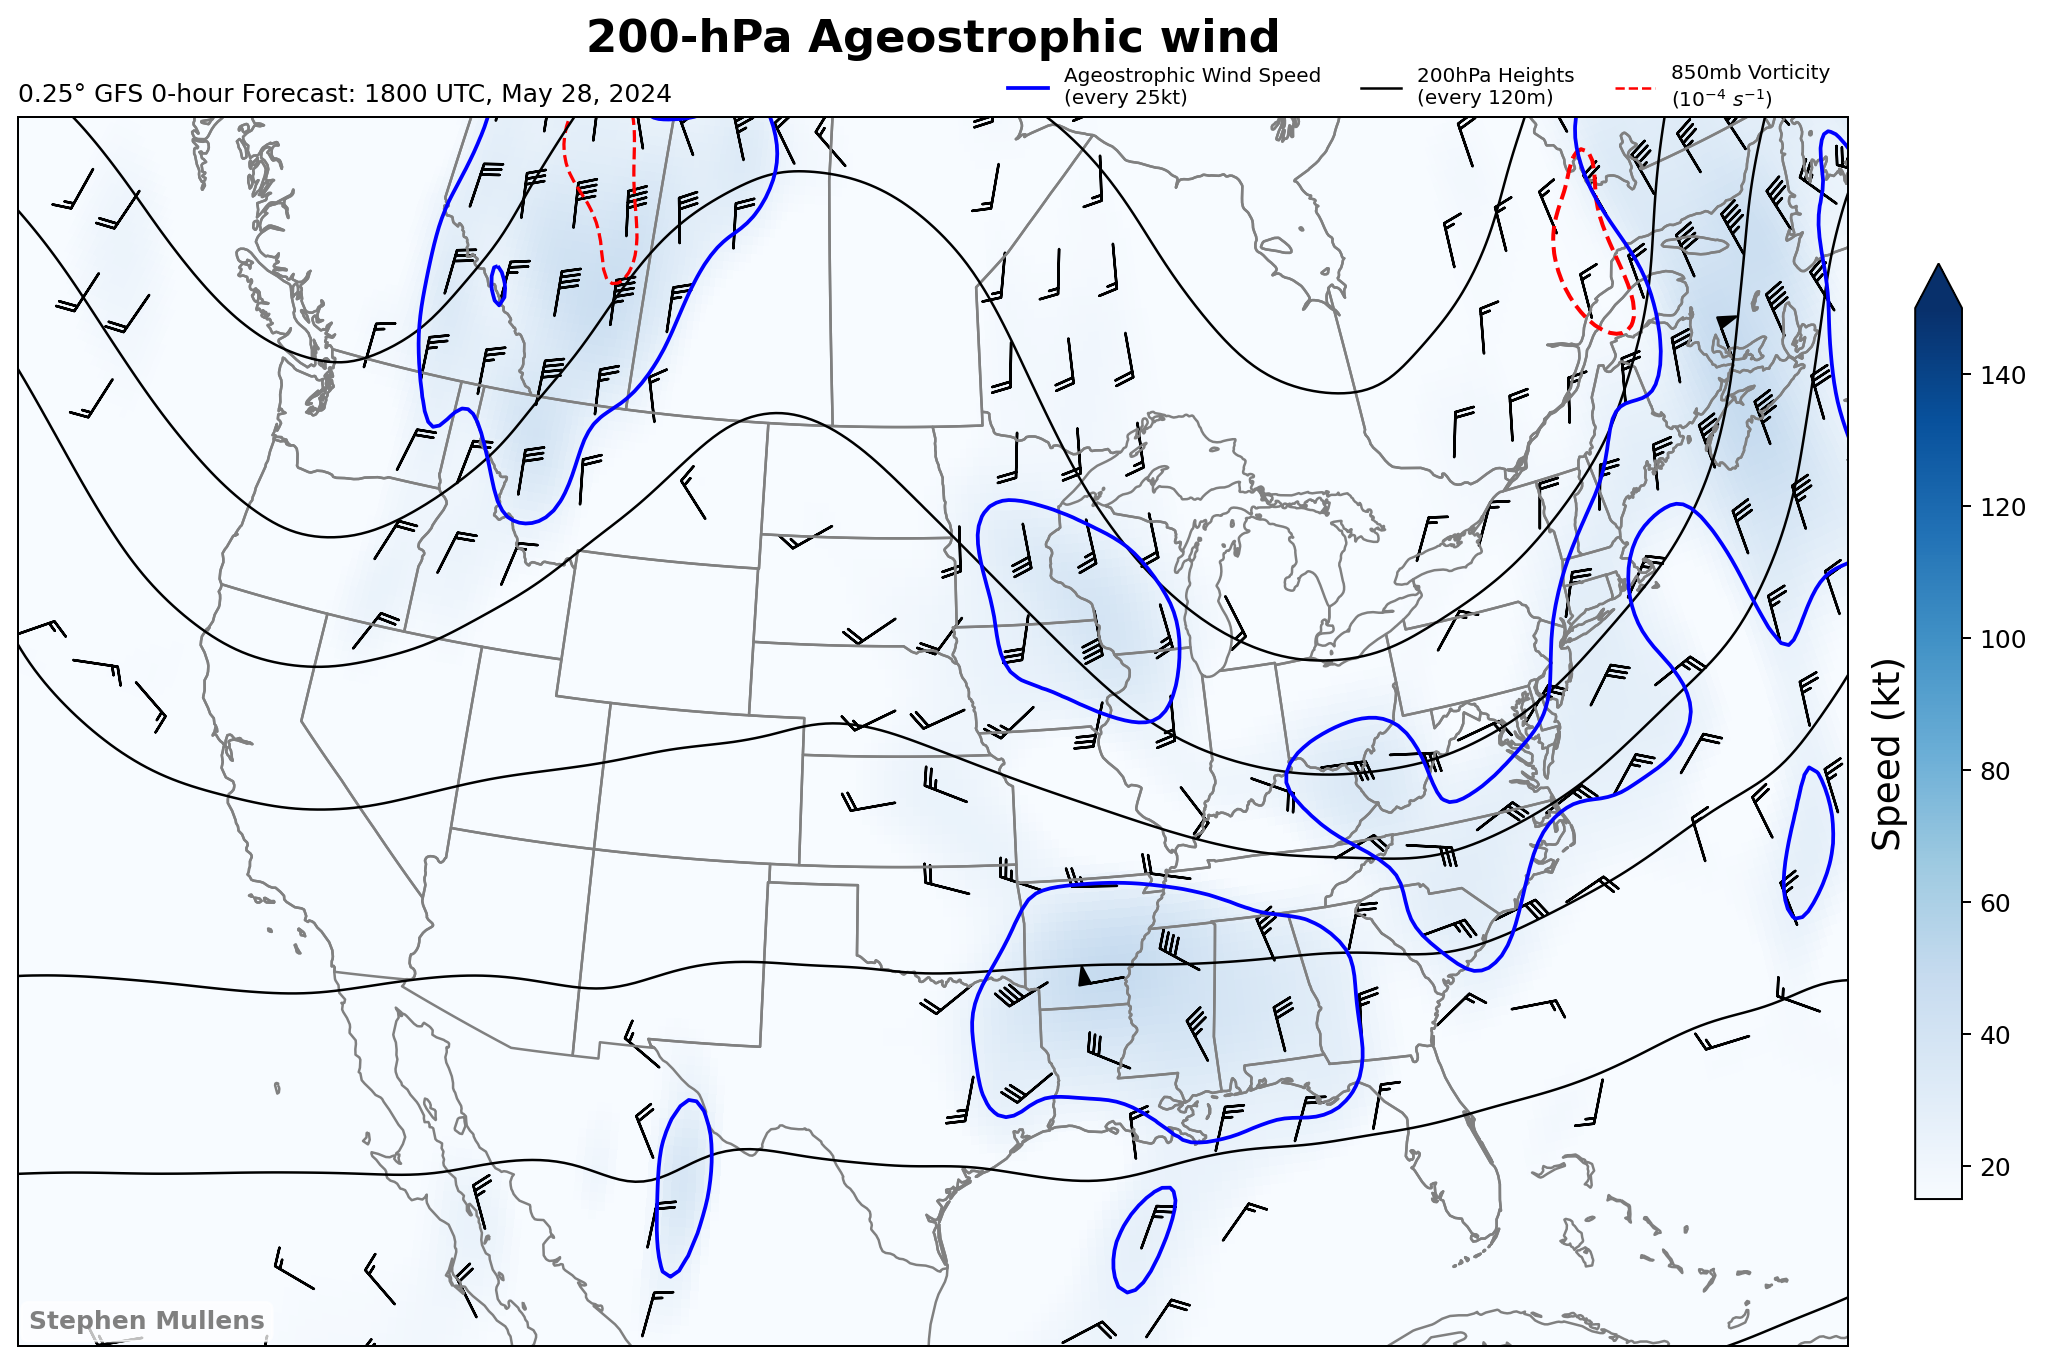 200-hPa Ageostrophic wind
0.25° GFS 0-hour Forecast: 1800 UTC, May 28, 2024
Ageostrophic Wind Speed
(every 25kt)
200hPa Heights
(every 120m)
850mb Vorticity
(10⁻⁴ s⁻¹)
140
120
100
80
60
40
20
Speed (kt)
Stephen Mullens